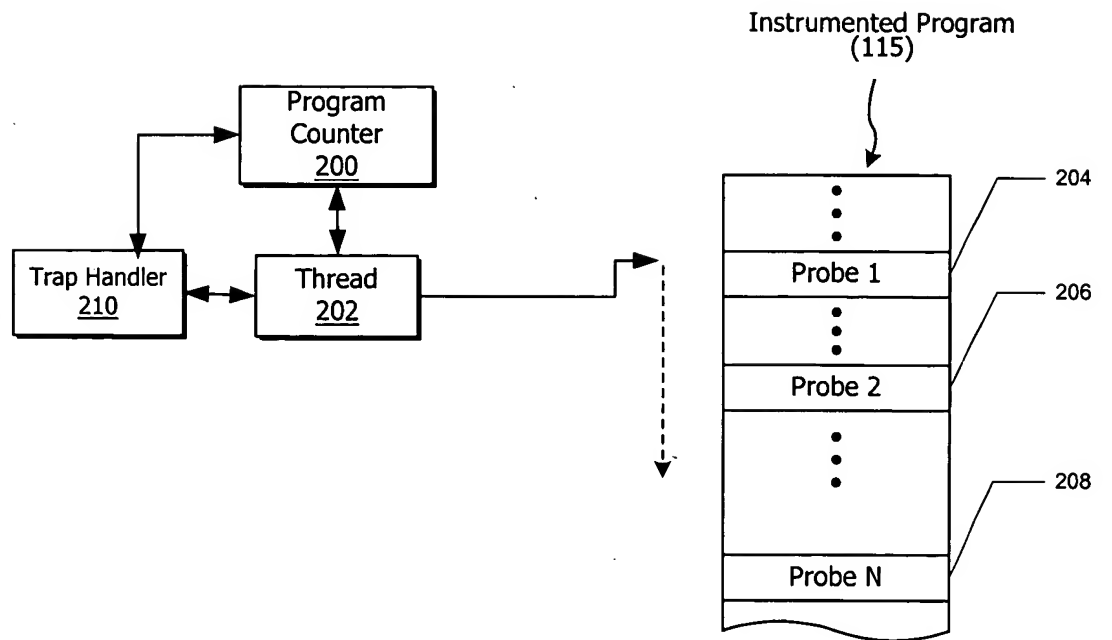 Instrumented Program
(115)
Program
Counter
200
204
Trap Handler
210
Thread
202
Probe 1
206
Probe 2
208
Probe N